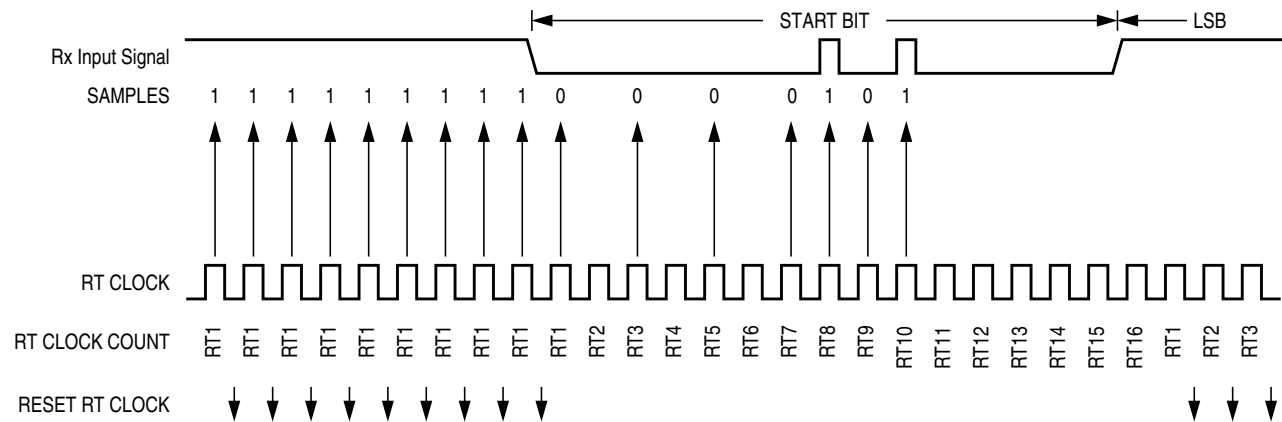 START BIT LSB
Rx Input Signal
SAMPLES 1 1 1 1 1 1 1 1 1 0 0 0 0 1 0 1
RT CLOCK
RT CLOCK COUNT RT1 RT1 RT1 RT1 RT1 RT1 RT1 RT1 RT1 RT1 RT2 RT3 RT4 RT5 RT6 RT7 RT8 RT9 RT10 RT11 RT12 RT13 RT14 RT15 RT16 RT1 RT2 RT3
RESET RT CLOCK